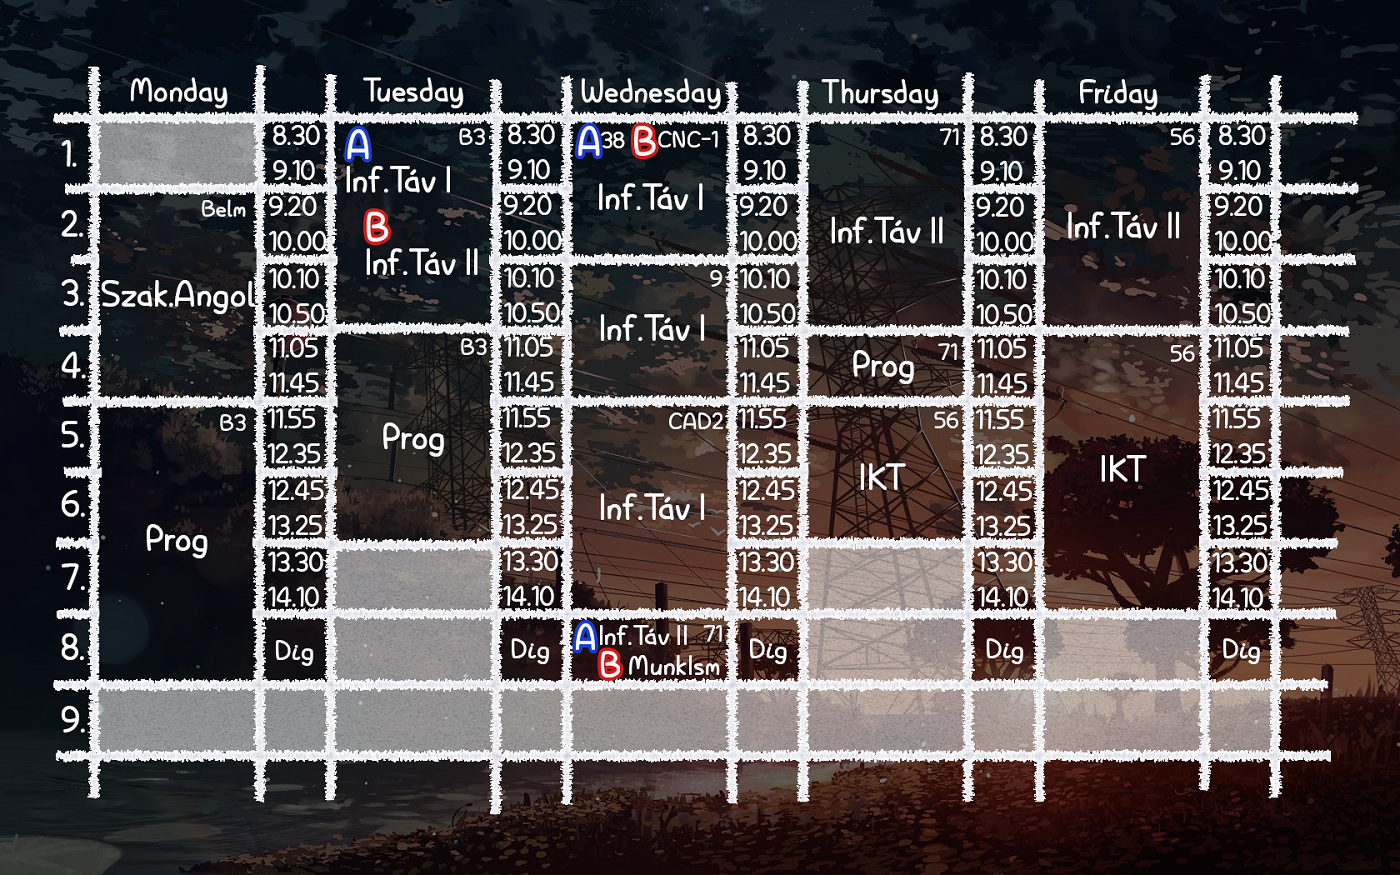 Monday Tuesday Wednesday Thursday Friday
1. 8.30 A B3 8.30 A 38 B CNC-1 8.30 71 8.30 56 8.30
9.10 Inf.Táv I 9.10 9.10 9.10 9.10
2. Belm 9.20 B 9.20 Inf.Táv I 9.20 Inf.Táv II 9.20 Inf.Táv II 9.20
10.00 Inf.Táv II 10.00 10.00 10.00 10.00
3. Szak.Angol 10.10 10.10 9 10.10 10.10 10.10
10.50 10.50 Inf.Táv I 10.50 10.50 10.50
4. 11.05 B3 11.05 11.05 Prog 71 11.05 56 11.05
11.45 11.45 11.45 11.45 11.45
5. B3 11.55 Prog 11.55 CAD2 11.55 56 11.55 11.55
12.35 12.35 12.35 IKT 12.35 IKT 12.35
6. 12.45 12.45 Inf.Táv I 12.45 12.45 12.45
Prog 13.25 13.25 13.25 13.25 13.25
7. 13.30 13.30 13.30 13.30 13.30
14.10 14.10 14.10 14.10 14.10
8. Dig Dig A Inf.Táv II 71 Dig Dig Dig
B MunkIsm
9.